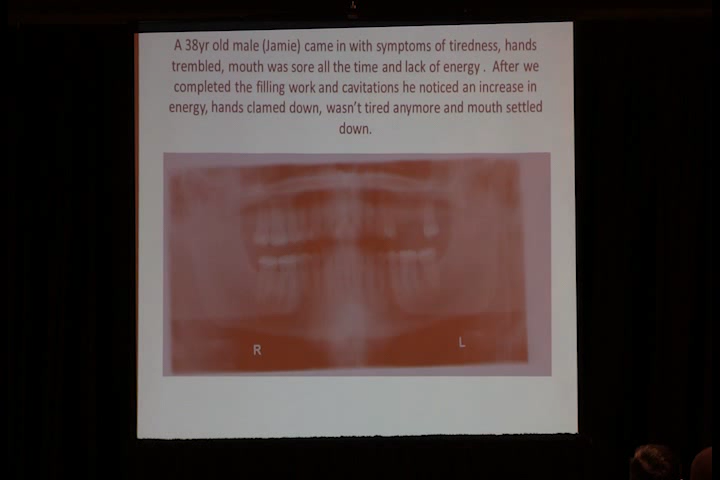 A 38yr old male (Jamie) came in with symptoms of tiredness, hands
trembled, mouth was sore all the time and lack of energy . After we
completed the filling work and cavitations he noticed an increase in
energy, hands clamed down, wasn't tired anymore and mouth settled
down.
R
L